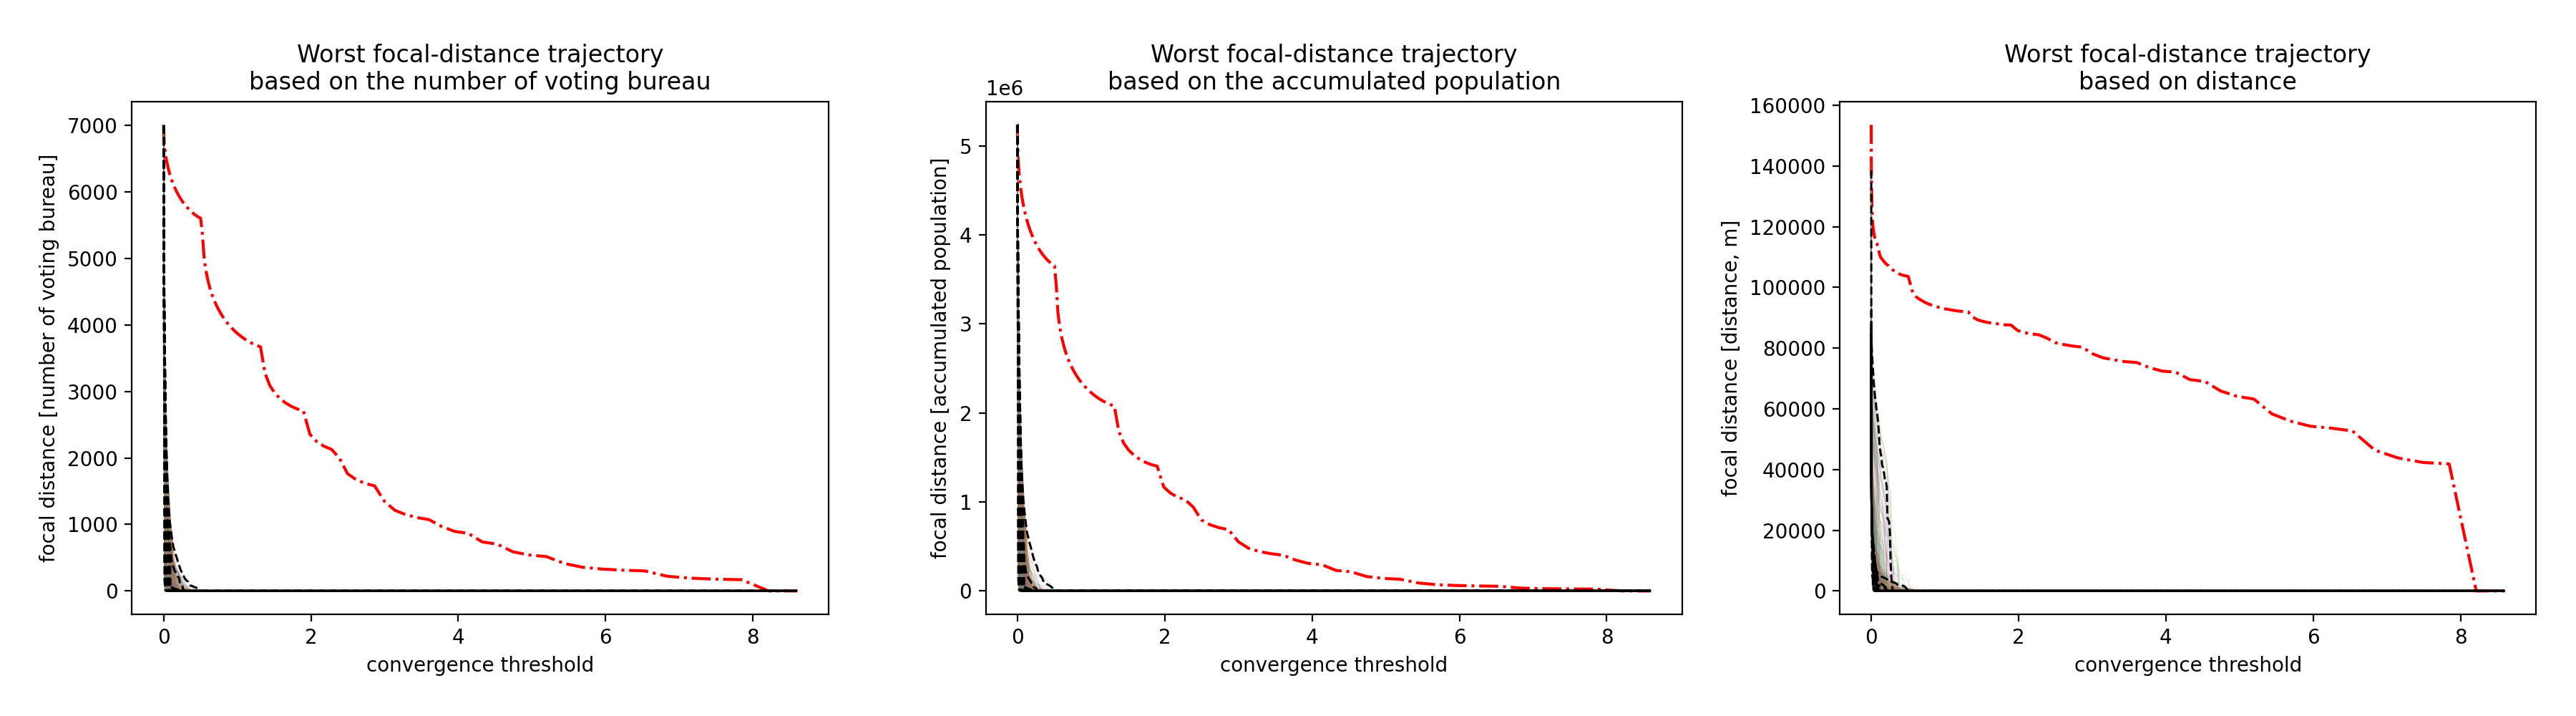 Worst focal-distance trajectory
based on the number of voting bureau
focal distance [number of voting bureau]
7000
6000
5000
4000
3000
2000
1000
0
0 2 4 6 8
convergence threshold
Worst focal-distance trajectory
based on the accumulated population
1e6
focal distance [accumulated population]
5
4
3
2
1
0
0 2 4 6 8
convergence threshold
Worst focal-distance trajectory
based on distance
focal distance [distance, m]
160000
140000
120000
100000
80000
60000
40000
20000
0
0 2 4 6 8
convergence threshold